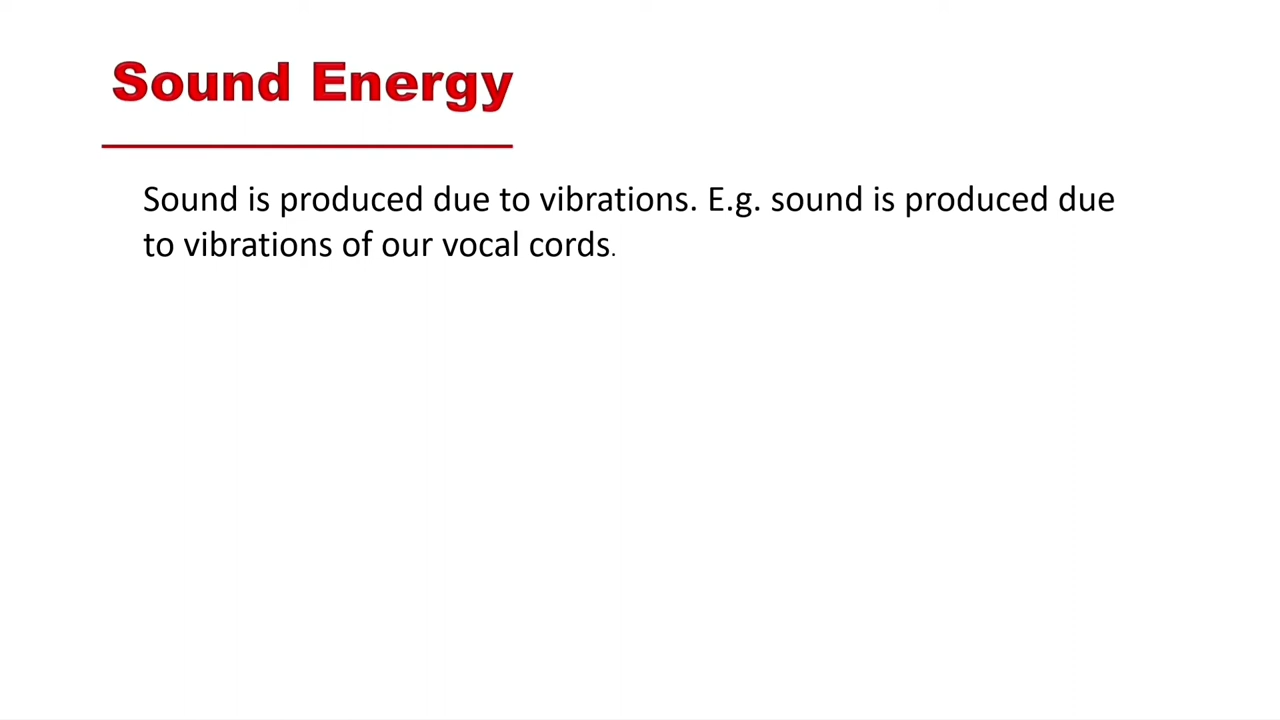 Sound Energy
Sound is produced due to vibrations. E.g. sound is produced due
to vibrations of our vocal cords.